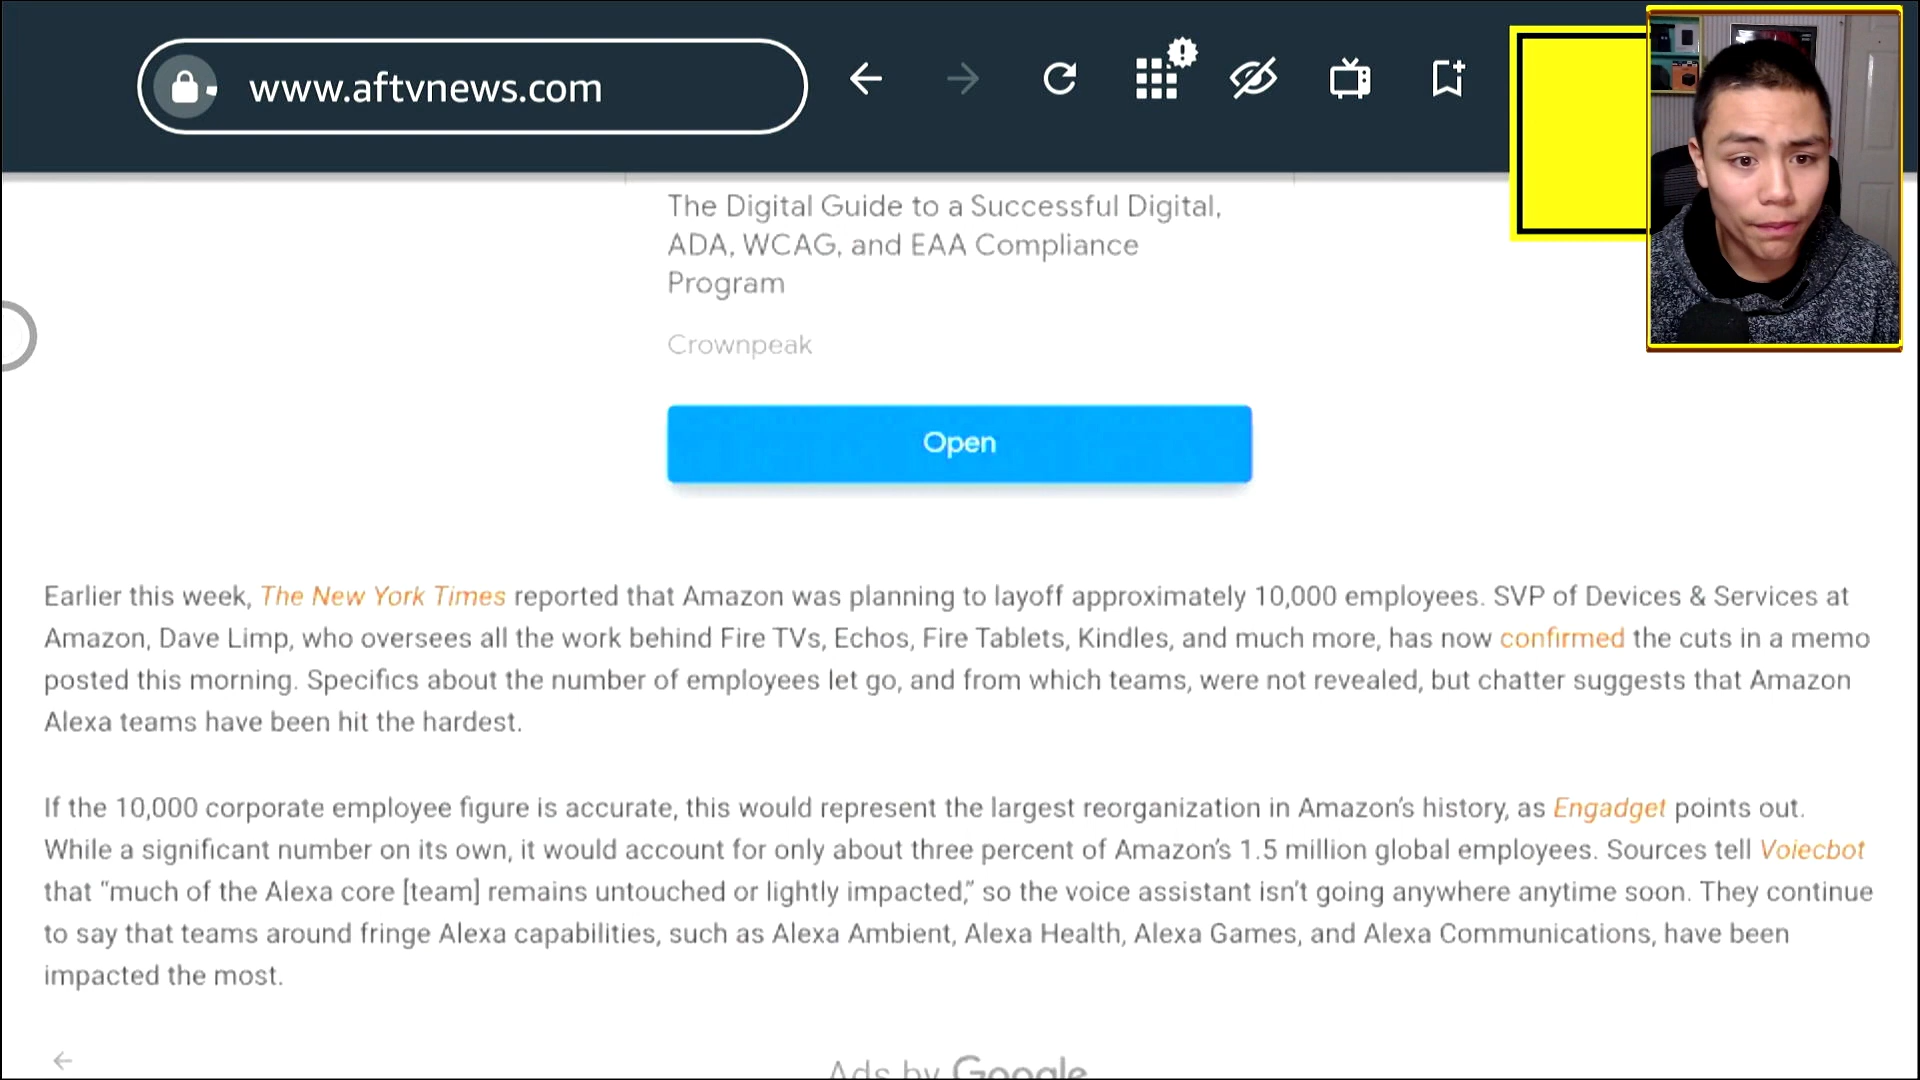 www.aftvnews.com
The Digital Guide to a Successful Digital,
ADA, WCAG, and EAA Compliance
Program
Crownpeak
Open
Earlier this week, The New York Times reported that Amazon was planning to layoff approximately 10,000 employees. SVP of Devices & Services at
Amazon, Dave Limp, who oversees all the work behind Fire TVs, Echos, Fire Tablets, Kindles, and much more, has now confirmed the cuts in a memo
posted this morning. Specifics about the number of employees let go, and from which teams, were not revealed, but chatter suggests that Amazon
Alexa teams have been hit the hardest.
If the 10,000 corporate employee figure is accurate, this would represent the largest reorganization in Amazon's history, as Engadget points out.
While a significant number on its own, it would account for only about three percent of Amazon's 1.5 million global employees. Sources tell Voiecbot
that “much of the Alexa core [team] remains untouched or lightly impacted,” so the voice assistant isn't going anywhere anytime soon. They continue
to say that teams around fringe Alexa capabilities, such as Alexa Ambient, Alexa Health, Alexa Games, and Alexa Communications, have been
impacted the most.
Ads by Google